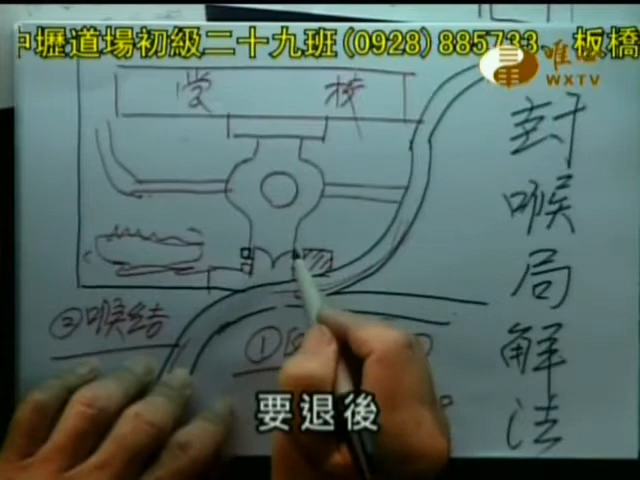 中壢道場初級二十九班(0928)885733、板橋
唯心
WXTV
学校
封喉局解法
②喉結
①
要退後